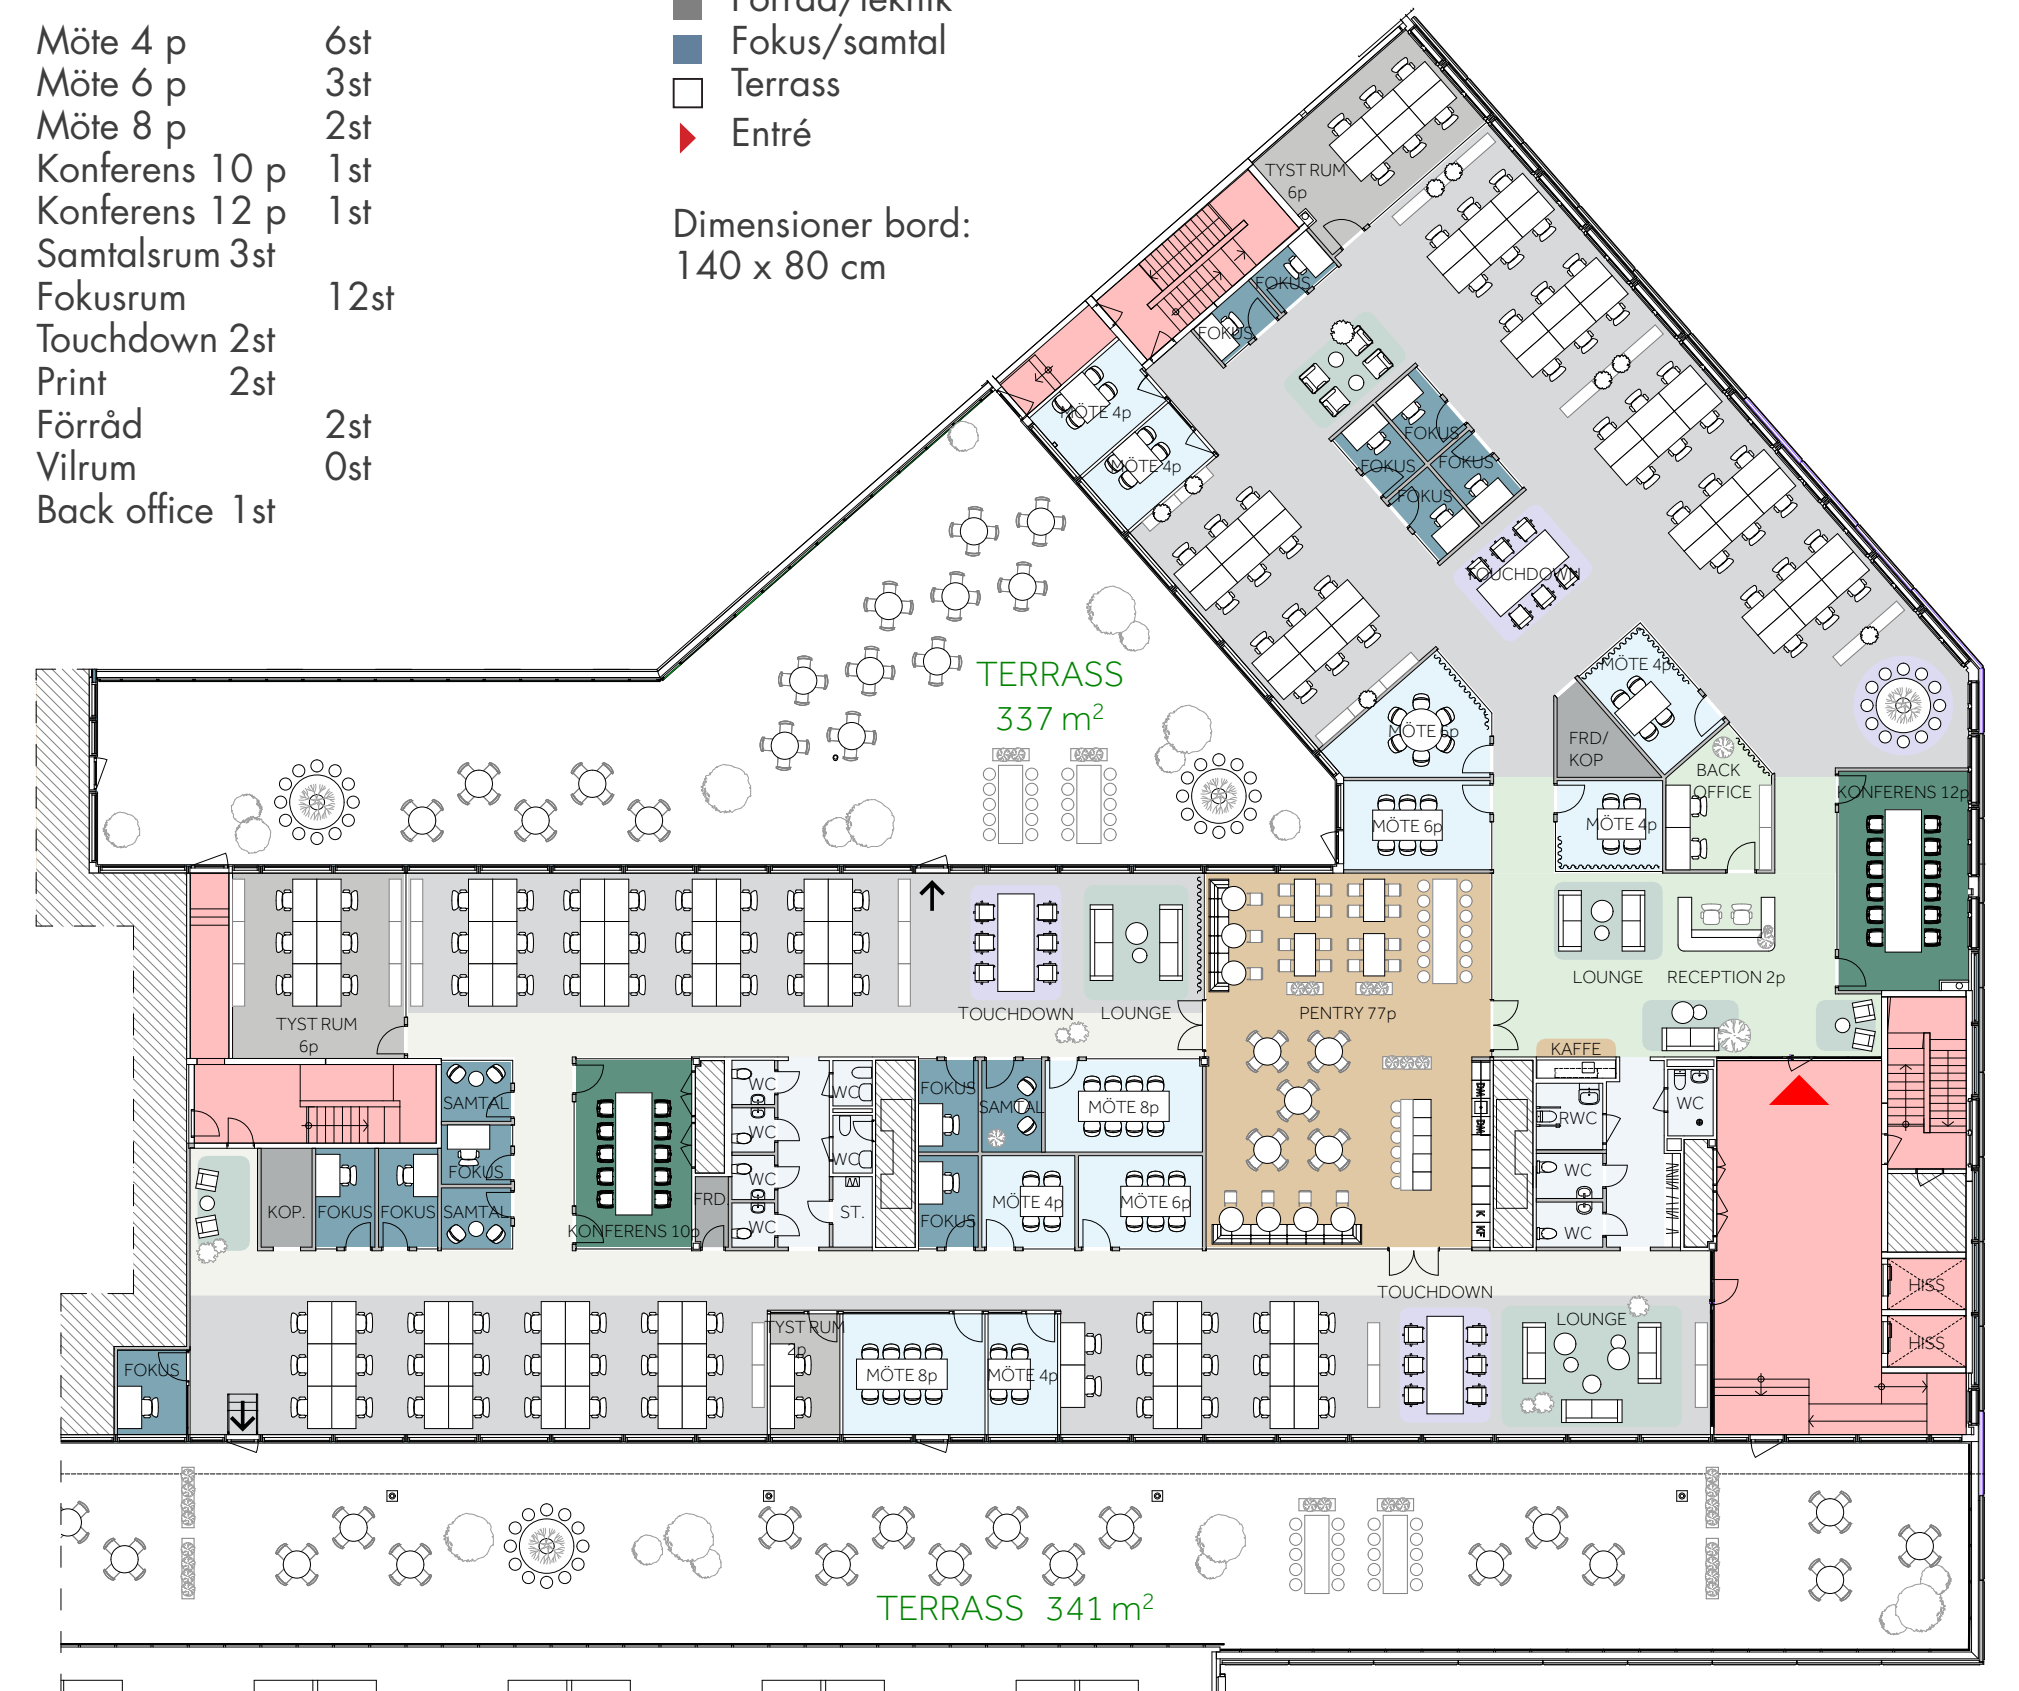 Möte 4 p 6st
Möte 6 p 3st
Möte 8 p 2st
Konferens 10 p 1st
Konferens 12 p 1st
Samtalsrum 3st
Fokusrum 12st
Touchdown 2st
Print 2st
Förråd 2st
Vilrum 0st
Back office 1st
Förråd/teknik
Fokus/samtal
Terrass
Entré
Dimensioner bord:
140 x 80 cm
TYST RUM
6p
FOKUS
FOKUS
MÖTE 4p
MÖTE 4p
FOKUS
FOKUS
FOKUS
FOKUS
TOUCHDOWN
TERRASS
337 m²
MÖTE 6p
MÖTE 4p
FRD/
KOP
BACK
OFFICE
MÖTE 6p
MÖTE 4p
KONFERENS 12p
LOUNGE
RECEPTION 2p
TYST RUM
6p
TOUCHDOWN
LOUNGE
PENTRY 77p
KAFFE
SAMTAL
FOKUS
SAMTAL
KOP.
FOKUS
FOKUS
KONFERENS 10p
FRD.
WC
WC
WC
WC
WC
WC
ST.
FOKUS
SAMTAL
MÖTE 8p
FOKUS
MÖTE 4p
MÖTE 6p
DM
DM
K
K/F
RWC
WC
WC
WC
HISS
HISS
TOUCHDOWN
LOUNGE
FOKUS
TYST RUM
2p
MÖTE 8p
MÖTE 4p
TERRASS 341 m²